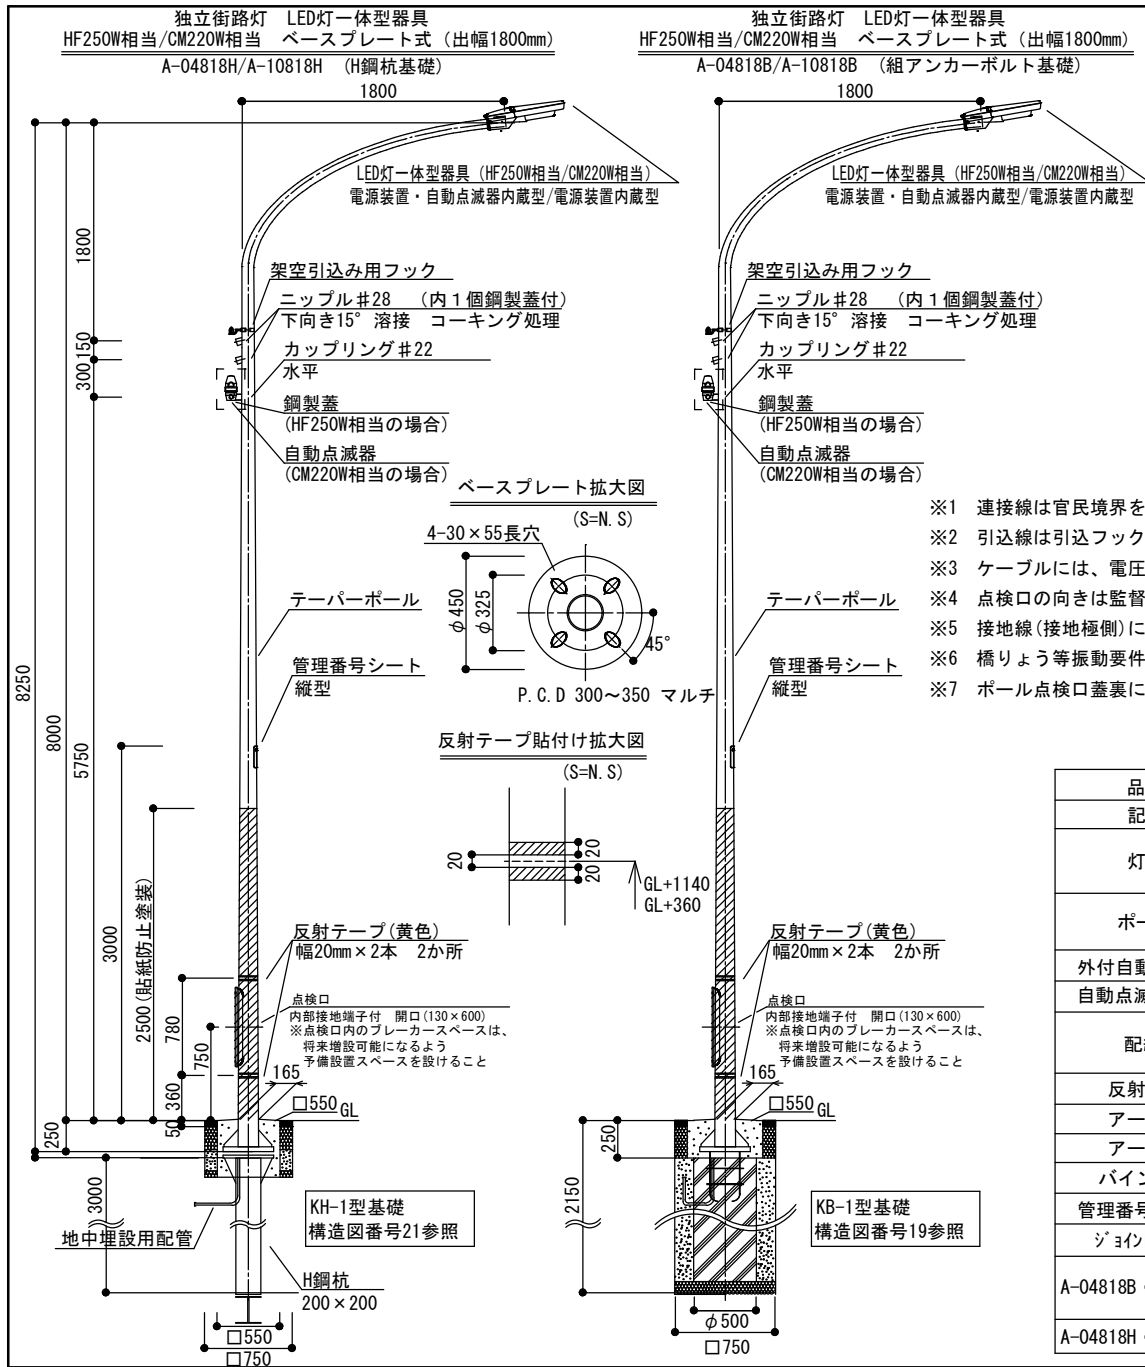 独立街路灯　LED灯一体型器具
HF250W相当/CM220W相当　ベースプレート式（出幅1800mm）
A-04818H/A-10818H　（H鋼杭基礎）
1800
LED灯一体型器具（HF250W相当/CM220W相当）
電源装置・自動点滅器内蔵型/電源装置内蔵型
架空引込み用フック
ニップル＃28　（内１個鋼製蓋付）
下向き15°溶接　コーキング処理
カップリング＃22
水平
鋼製蓋
(HF250W相当の場合)
自動点滅器
(CM220W相当の場合)
テーパーポール
管理番号シート
縦型
反射テープ(黄色)
幅20mm×2本　2か所
点検口
内部接地端子付　開口(130×600)
※点検口内のブレーカースペースは、
将来増設可能になるよう
予備設置スペースを設けること
165
□550
GL
8250
8000
1800
150
300
5750
3000
2500(貼紙防止塗装)
780
750
360
50
250
3000
地中埋設用配管
KH-1型基礎
構造図番号21参照
H鋼杭
200×200
□550
□750
ベースプレート拡大図
(S=N.S)
4-30×55長穴
φ450
φ325
45°
P.C.D 300～350 マルチ
反射テープ貼付け拡大図
(S=N.S)
20
20
20
GL+1140
GL+360
独立街路灯　LED灯一体型器具
HF250W相当/CM220W相当　ベースプレート式（出幅1800mm）
A-04818B/A-10818B　（組アンカーボルト基礎）
1800
LED灯一体型器具（HF250W相当/CM220W相当）
電源装置・自動点滅器内蔵型/電源装置内蔵型
架空引込み用フック
ニップル＃28　（内１個鋼製蓋付）
下向き15°溶接　コーキング処理
カップリング＃22
水平
鋼製蓋
(HF250W相当の場合)
自動点滅器
(CM220W相当の場合)
テーパーポール
管理番号シート
縦型
反射テープ(黄色)
幅20mm×2本　2か所
点検口
内部接地端子付　開口(130×600)
※点検口内のブレーカースペースは、
将来増設可能になるよう
予備設置スペースを設けること
165
□550
GL
250
2150
KB-1型基礎
構造図番号19参照
φ500
□750
※1　連接線は官民境界を
※2　引込線は引込フック
※3　ケーブルには、電圧
※4　点検口の向きは監督
※5　接地線(接地極側)に
※6　橋りょう等振動要件
※7　ポール点検口蓋裏に
品
記
灯
ポー
外付自動
自動点滅
配
反射
アー
アー
バイン
管理番号
ジョイン
A-04818B
A-04818H